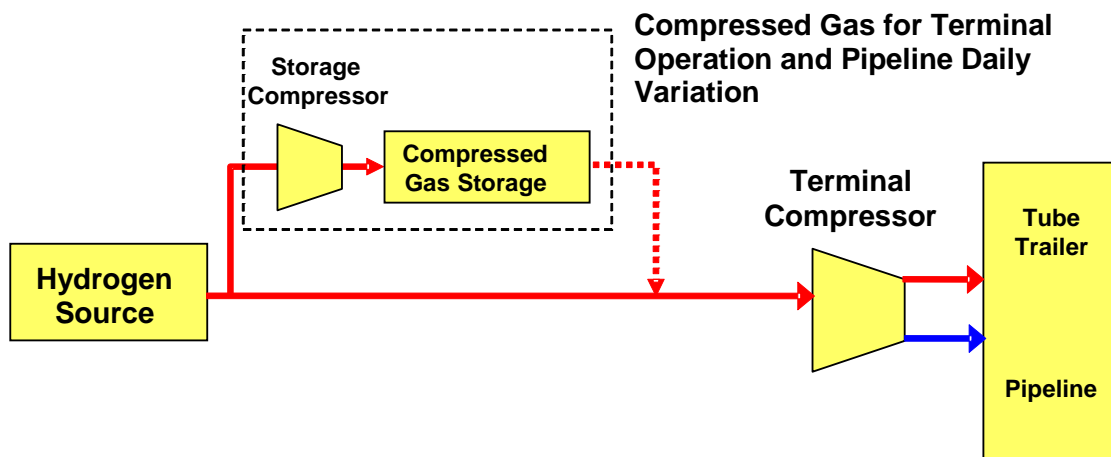 Compressed Gas for Terminal
Operation and Pipeline Daily
Variation
Storage
Compressor
Compressed
Gas Storage
Terminal
Compressor
Tube
Trailer
Hydrogen
Source
Pipeline